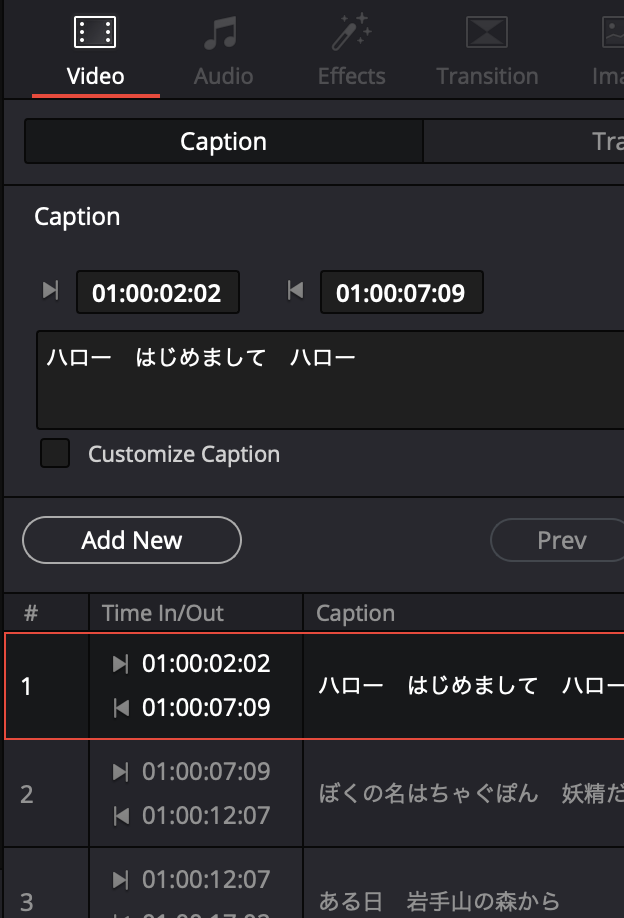 Video Audio Effects Transition
Caption
Caption
01:00:02:02 01:00:07:09
ハロー　はじめまして　ハロー
Customize Caption
Add New Prev
# Time In/Out Caption
1 01:00:02:02 ハロー　はじめまして　ハロー
01:00:07:09
2 01:00:07:09 ぼくの名はちゃぐぽん　妖精だ
01:00:12:07
3 01:00:12:07 ある日　岩手山の森から